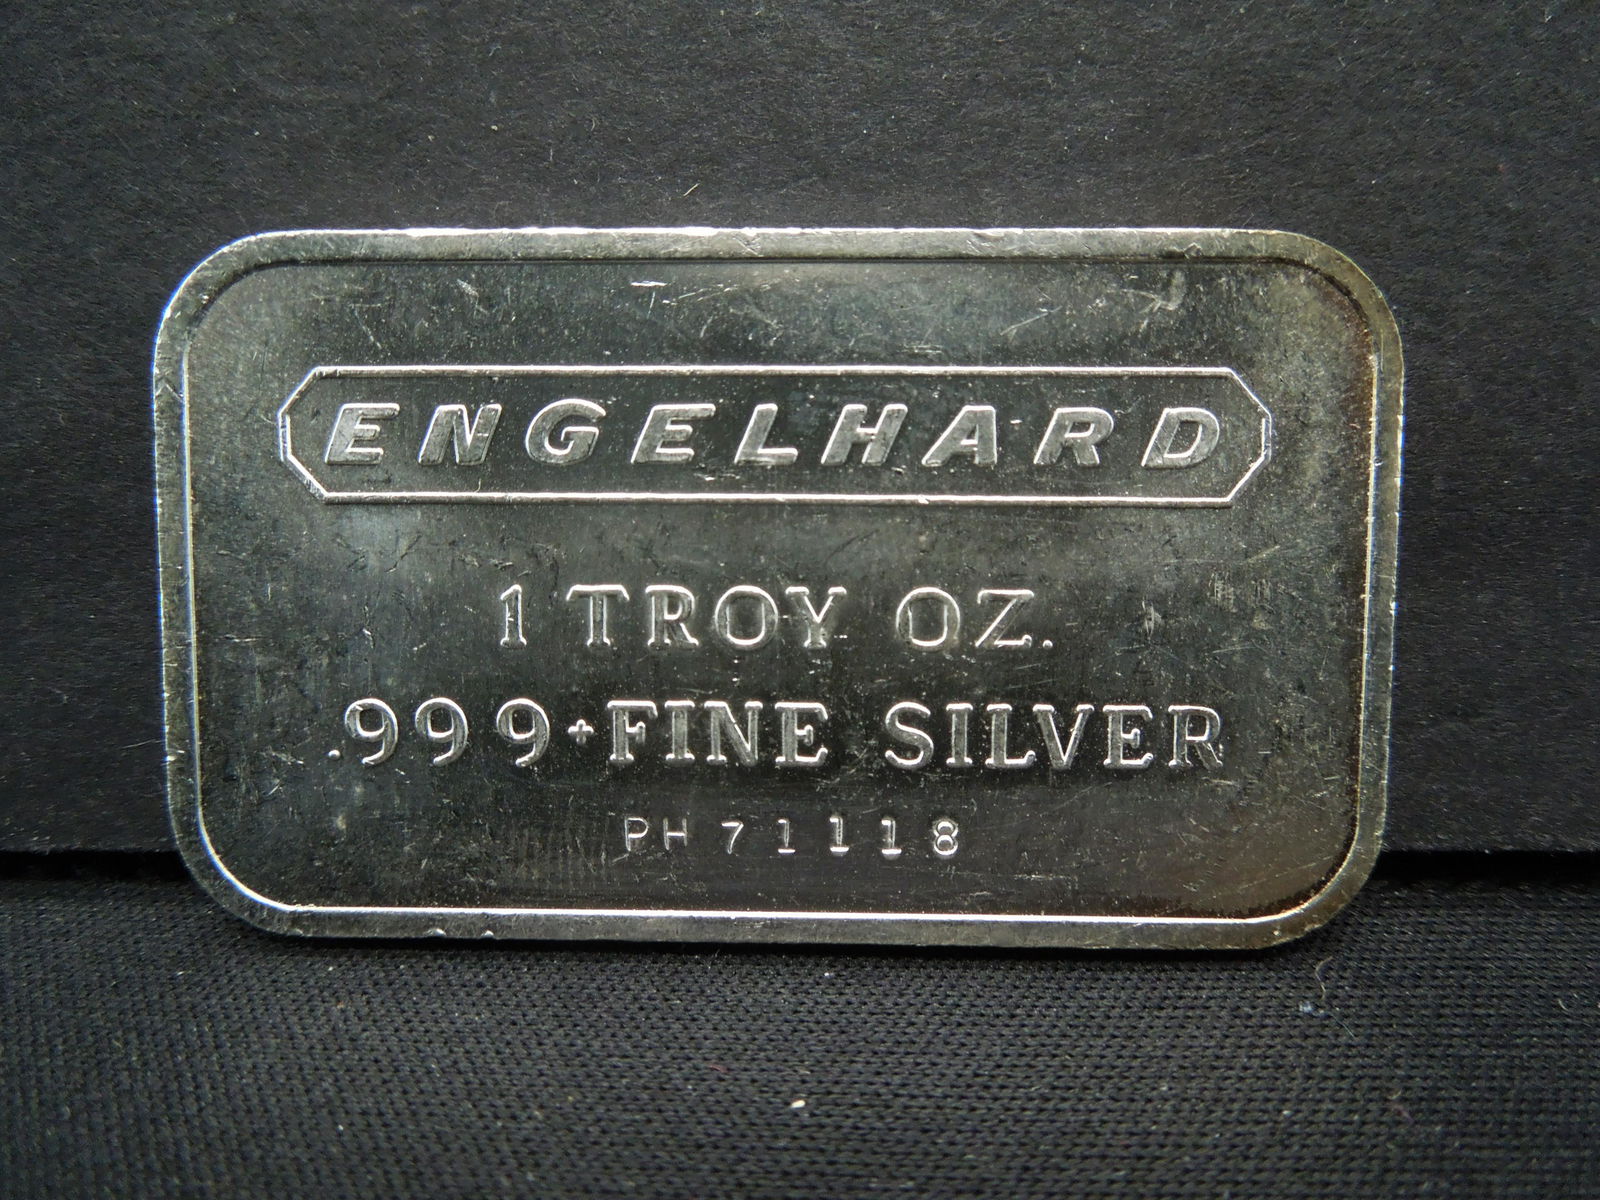 ENGELHARD
1 TROY OZ.
.999+ FINE SILVER
PH 71118